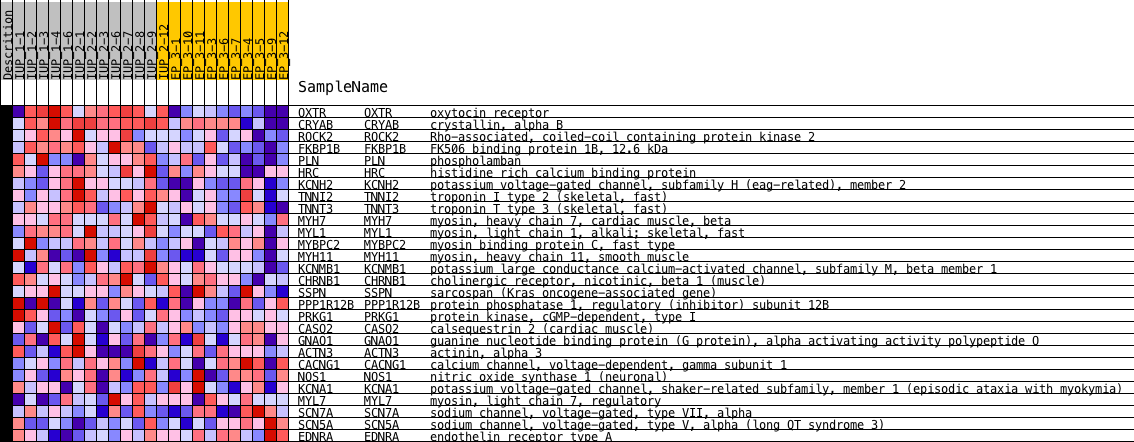 Descrition
IUP_1-1
IUP_1-2
IUP_1-3
IUP_1-4
IUP_1-6
IUP_2-1
IUP_2-2
IUP_2-3
IUP_2-6
IUP_2-7
IUP_2-8
IUP_2-9
IUP_2-12
EP_3-1
EP_3-10
EP_3-11
EP_3-3
EP_3-6
EP_3-7
EP_3-4
EP_3-5
EP_3-9
EP_3-12
SampleName
OXTR OXTR oxytocin receptor
CRYAB CRYAB crystallin, alpha B
ROCK2 ROCK2 Rho-associated, coiled-coil containing protein kinase 2
FKBP1B FKBP1B FK506 binding protein 1B, 12.6 kDa
PLN PLN phospholamban
HRC HRC histidine rich calcium binding protein
KCNH2 KCNH2 potassium voltage-gated channel, subfamily H (eag-related), member 2
TNNI2 TNNI2 troponin I type 2 (skeletal, fast)
TNNT3 TNNT3 troponin T type 3 (skeletal, fast)
MYH7 MYH7 myosin, heavy chain 7, cardiac muscle, beta
MYL1 MYL1 myosin, light chain 1, alkali; skeletal, fast
MYBPC2 MYBPC2 myosin binding protein C, fast type
MYH11 MYH11 myosin, heavy chain 11, smooth muscle
KCNMB1 KCNMB1 potassium large conductance calcium-activated channel, subfamily M, beta member 1
CHRNB1 CHRNB1 cholinergic receptor, nicotinic, beta 1 (muscle)
SSPN SSPN sarcospan (Kras oncogene-associated gene)
PPP1R12B PPP1R12B protein phosphatase 1, regulatory (inhibitor) subunit 12B
PRKG1 PRKG1 protein kinase, cGMP-dependent, type I
CASQ2 CASQ2 calsequestrin 2 (cardiac muscle)
GNAO1 GNAO1 guanine nucleotide binding protein (G protein), alpha activating activity polypeptide O
ACTN3 ACTN3 actinin, alpha 3
CACNG1 CACNG1 calcium channel, voltage-dependent, gamma subunit 1
NOS1 NOS1 nitric oxide synthase 1 (neuronal)
KCNA1 KCNA1 potassium voltage-gated channel, shaker-related subfamily, member 1 (episodic ataxia with myokymia)
MYL7 MYL7 myosin, light chain 7, regulatory
SCN7A SCN7A sodium channel, voltage-gated, type VII, alpha
SCN5A SCN5A sodium channel, voltage-gated, type V, alpha (long QT syndrome 3)
EDNRA EDNRA endothelin receptor type A